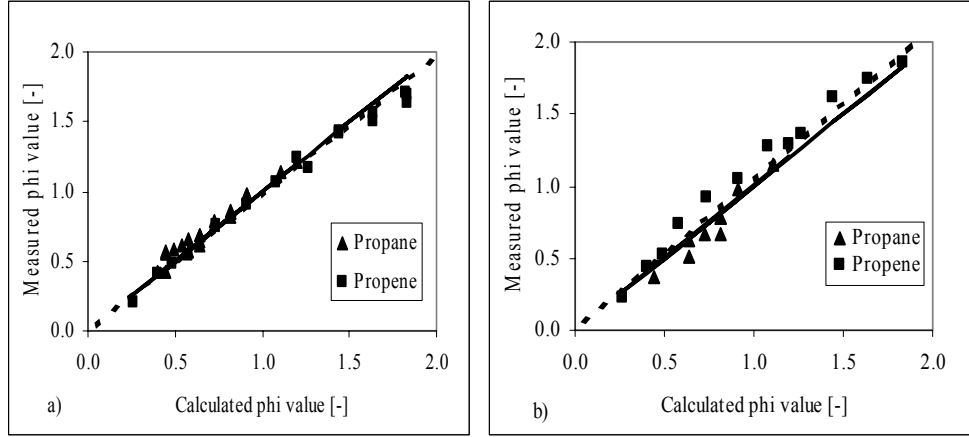 Measured phi value [-]
2.0
1.5
1.0
0.5
0.0
Propane
Propene
0.0 0.5 1.0 1.5 2.0
a) Calculated phi value [-]
Measured phi value [-]
2.0
1.5
1.0
0.5
0.0
Propane
Propene
0.0 0.5 1.0 1.5 2.0
Calculated phi value [-]
b)